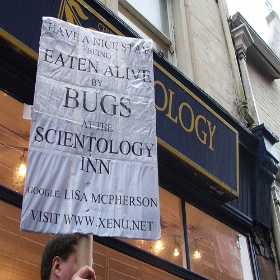 HAVE A NICE STAY
BEING
EATEN ALIVE
BY
BUGS
AT THE
SCIENTOLOGY
INN
GOOGLE: LISA MCPHERSON
VISIT WWW.XENU.NET
OLOGY